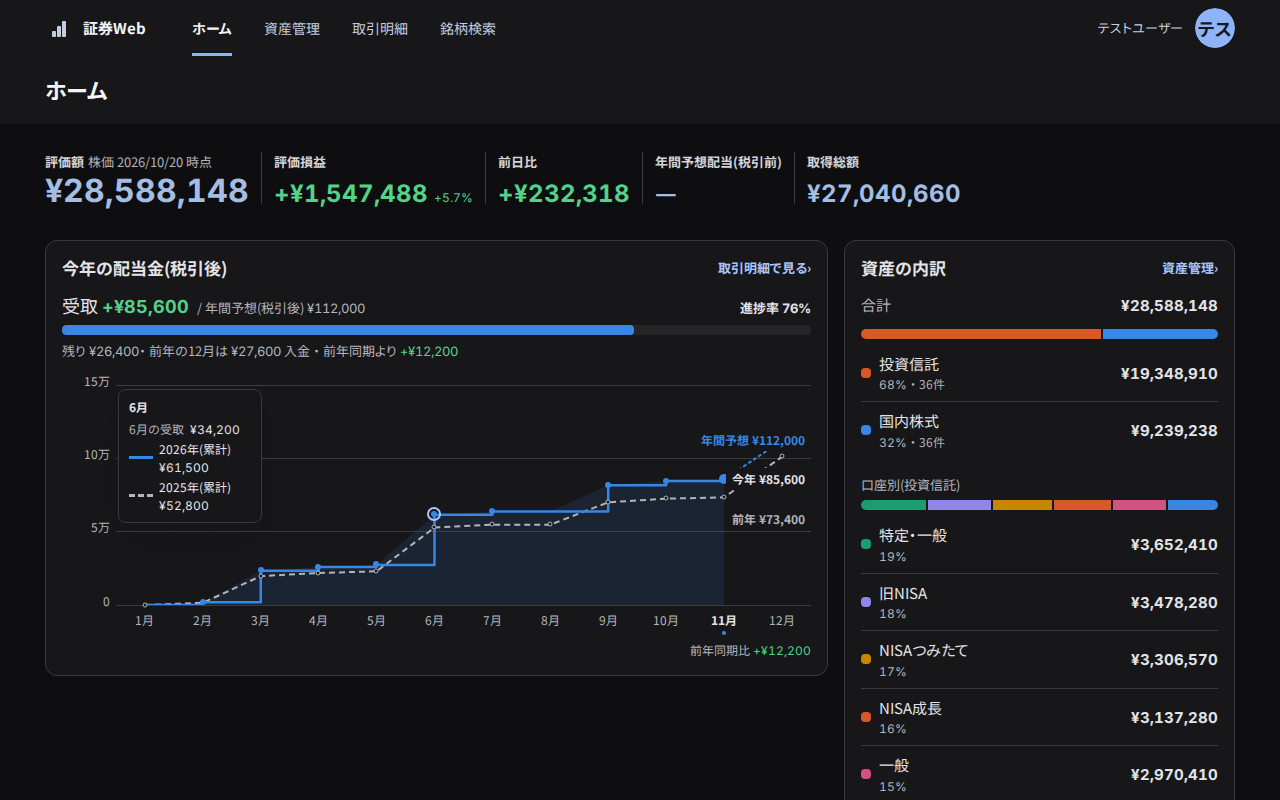 証券Web
ホーム
資産管理
取引明細
銘柄検索
テストユーザー
テス
ホーム
評価額 株価 2026/10/20 時点
¥28,588,148
評価損益
+¥1,547,488 +5.7%
前日比
+¥232,318
年間予想配当(税引前)
—
取得総額
¥27,040,660
今年の配当金(税引後)
取引明細で見る›
受取 +¥85,600 / 年間予想(税引後) ¥112,000
進捗率 76%
残り ¥26,400・前年の12月は ¥27,600 入金・前年同期より +¥12,200
15万
10万
5万
0
6月
6月の受取 ¥34,200
2026年(累計)
¥61,500
2025年(累計)
¥52,800
年間予想 ¥112,000
今年 ¥85,600
前年 ¥73,400
1月 2月 3月 4月 5月 6月 7月 8月 9月 10月 11月 12月
前年同期比 +¥12,200
資産の内訳
資産管理›
合計
¥28,588,148
投資信託
68%・36件
¥19,348,910
国内株式
32%・36件
¥9,239,238
口座別(投資信託)
特定・一般
19%
¥3,652,410
旧NISA
18%
¥3,478,280
NISAつみたて
17%
¥3,306,570
NISA成長
16%
¥3,137,280
一般
15%
¥2,970,410